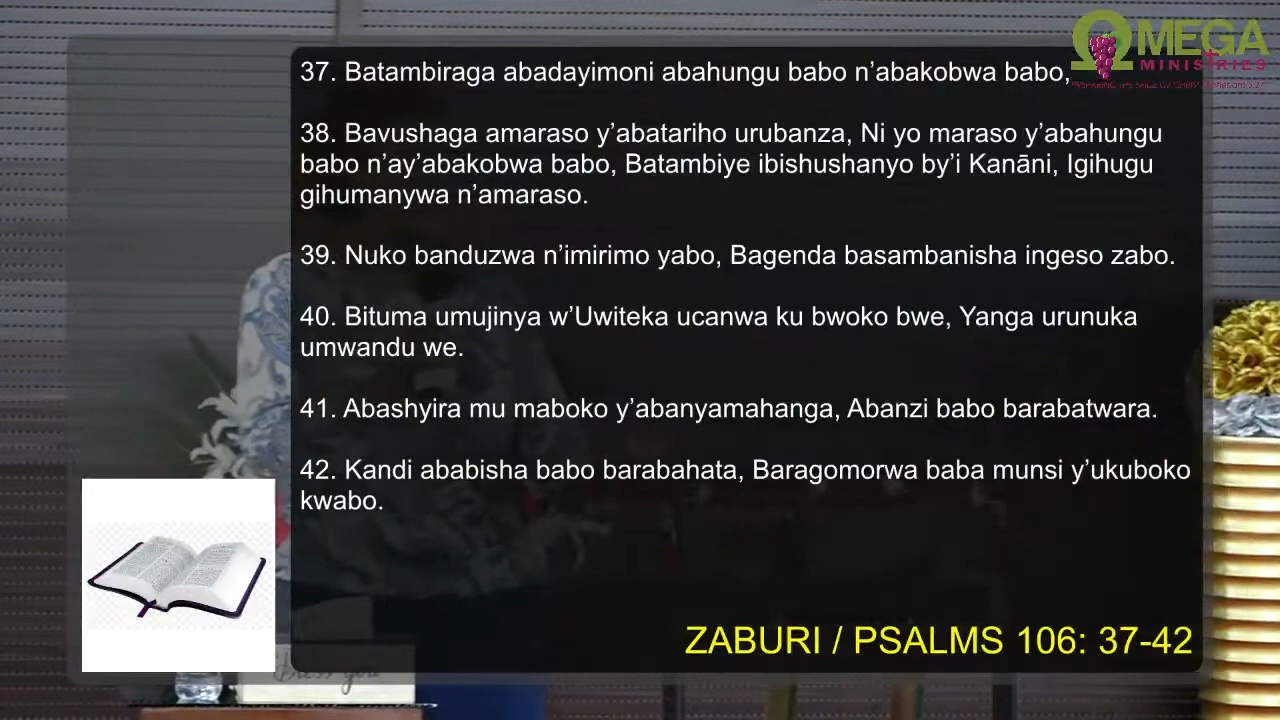 OMEGA
MINISTRIES
37. Batambiraga abadayimoni abahungu babo n’abakobwa babo,
38. Bavushaga amaraso y’abatariho urubanza, Ni yo maraso y’abahungu
babo n’ay’abakobwa babo, Batambiye ibishushanyo by’i Kanāni, Igihugu
gihumanywa n’amaraso.
39. Nuko banduzwa n’imirimo yabo, Bagenda basambanisha ingeso zabo.
40. Bituma umujinya w’Uwiteka ucanwa ku bwoko bwe, Yanga urunuka
umwandu we.
41. Abashyira mu maboko y’abanyamahanga, Abanzi babo barabatwara.
42. Kandi ababisha babo barabahata, Baragomorwa baba munsi y’ukuboko
kwabo.
ZABURI / PSALMS 106: 37-42
Bless you